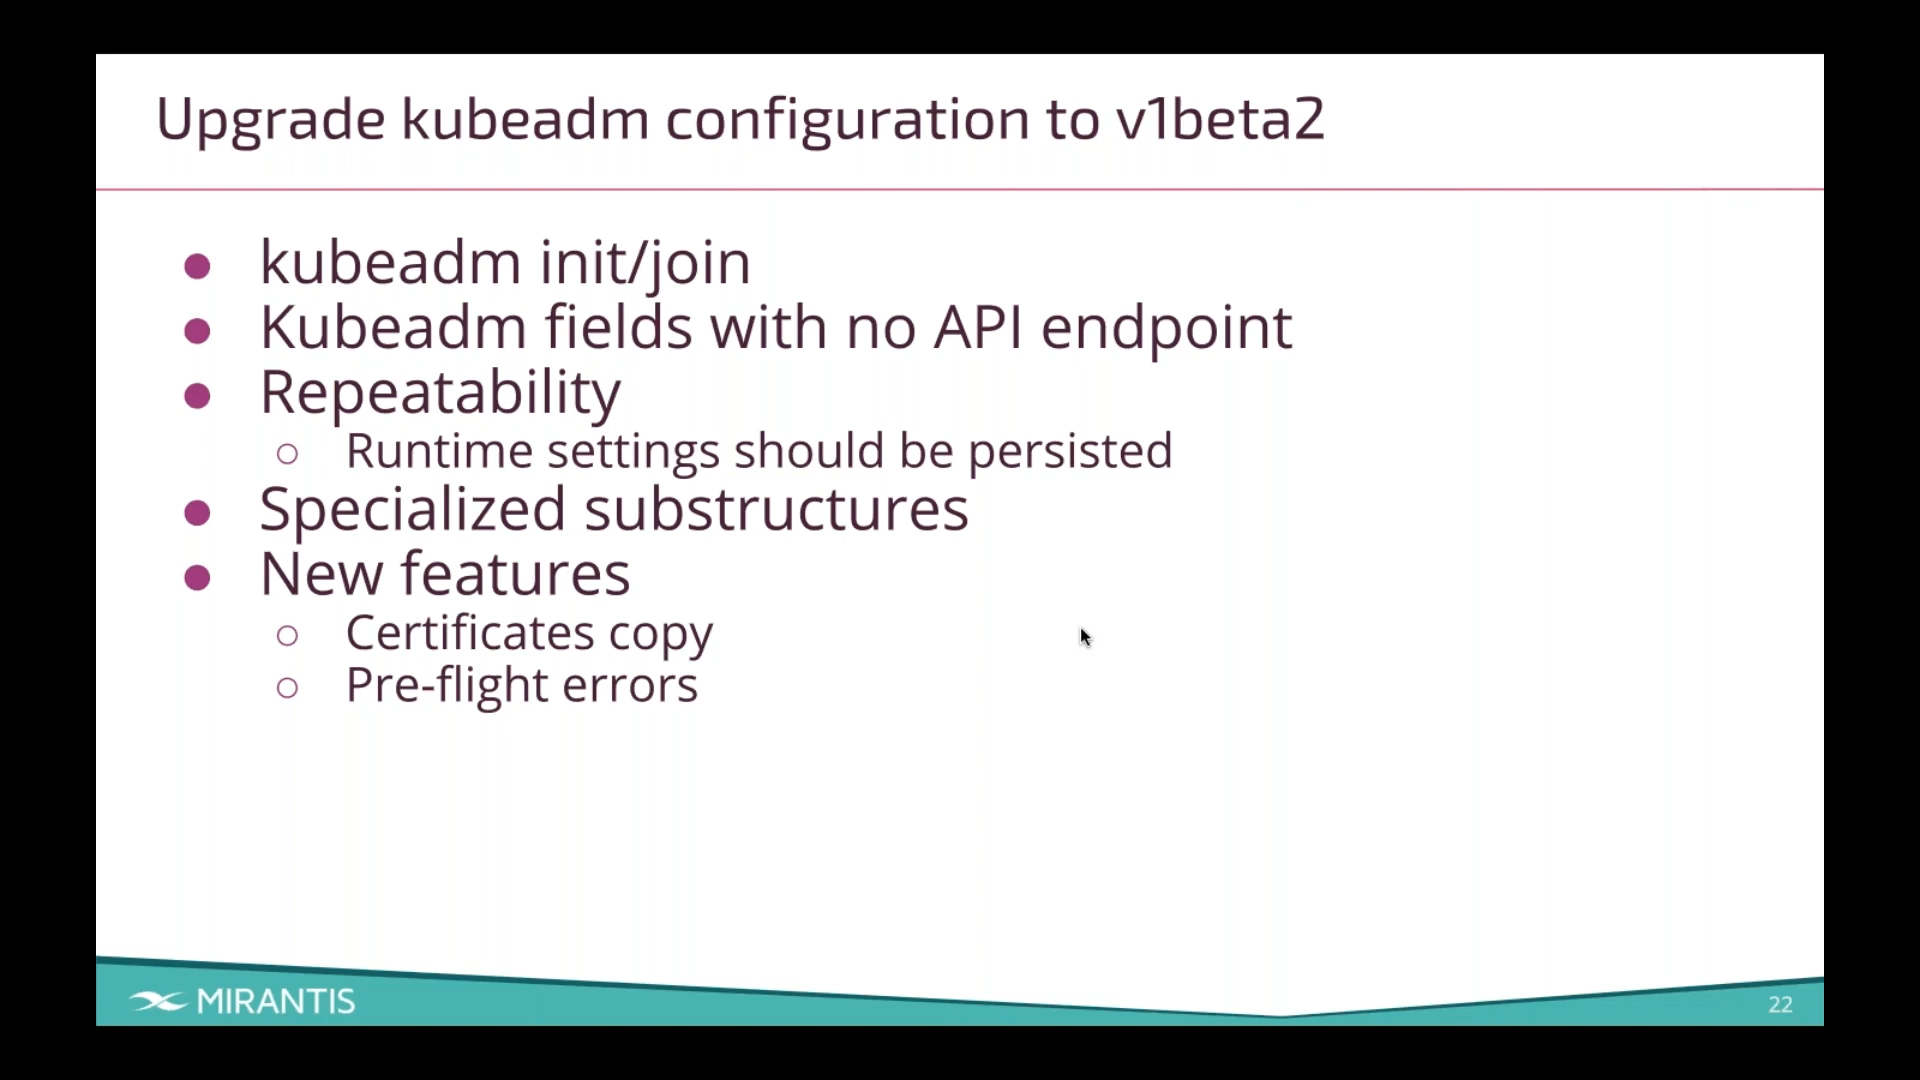 Upgrade kubeadm configuration to v1beta2
kubeadm init/join
Kubeadm fields with no API endpoint
Repeatability
Runtime settings should be persisted
Specialized substructures
New features
Certificates copy
Pre-flight errors
MIRANTIS
22